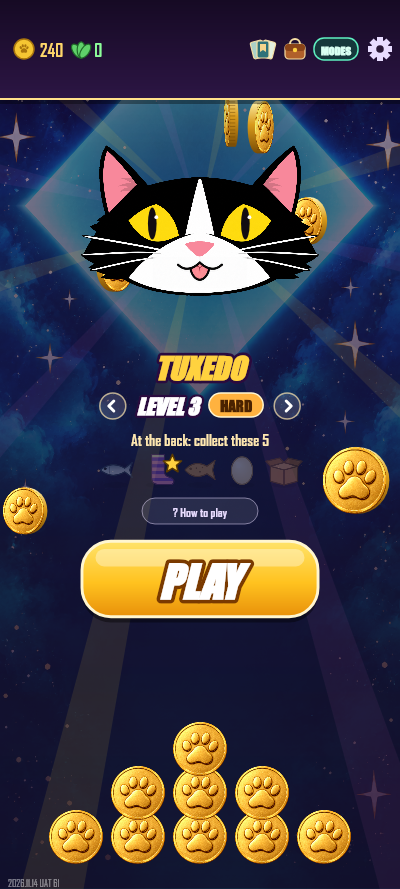 240
0
MODES
TUXEDO
LEVEL 3
HARD
At the back: collect these 5
? How to play
PLAY